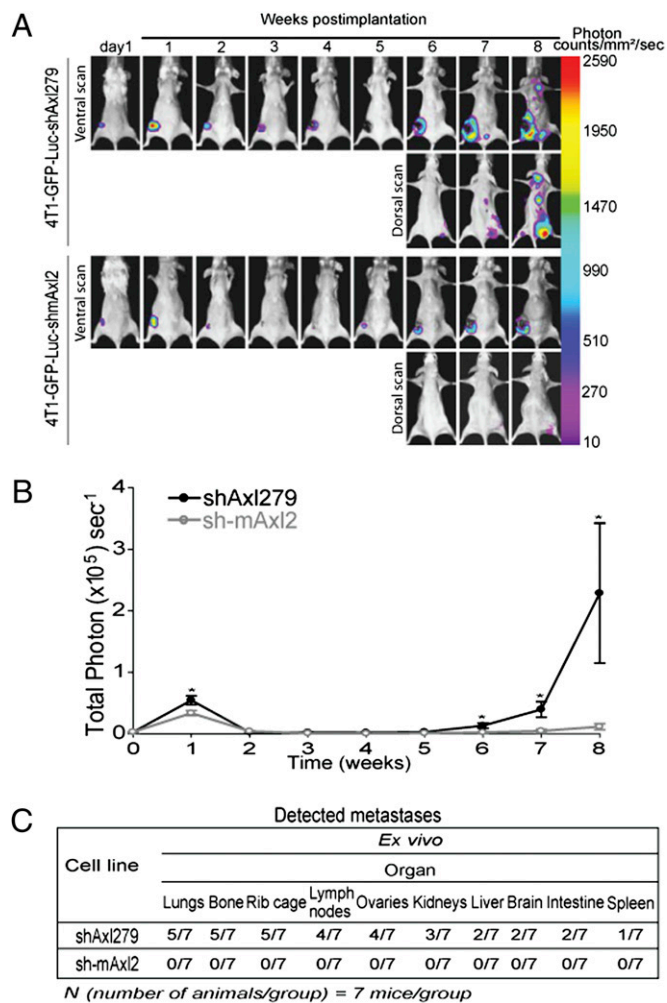 A
Weeks postimplantation
Photon
counts/mm²/sec
day1 1 2 3 4 5 6 7 8
4T1-GFP-Luc-shAxl279
Ventral scan
Dorsal scan
4T1-GFP-Luc-shmAxl2
Ventral scan
Dorsal scan
2590
1950
1470
990
510
270
10
B
Total Photon (x10⁵) sec⁻¹
4
3
2
1
0
shAxl279
sh-mAxl2
*
*
*
*
0 1 2 3 4 5 6 7 8
Time (weeks)
C
Detected metastases
Cell line
Ex vivo
Organ
Lungs Bone Rib cage Lymph nodes Ovaries Kidneys Liver Brain Intestine Spleen
shAxl279 5/7 5/7 5/7 4/7 4/7 3/7 2/7 2/7 2/7 1/7
sh-mAxl2 0/7 0/7 0/7 0/7 0/7 0/7 0/7 0/7 0/7 0/7
N (number of animals/group) = 7 mice/group